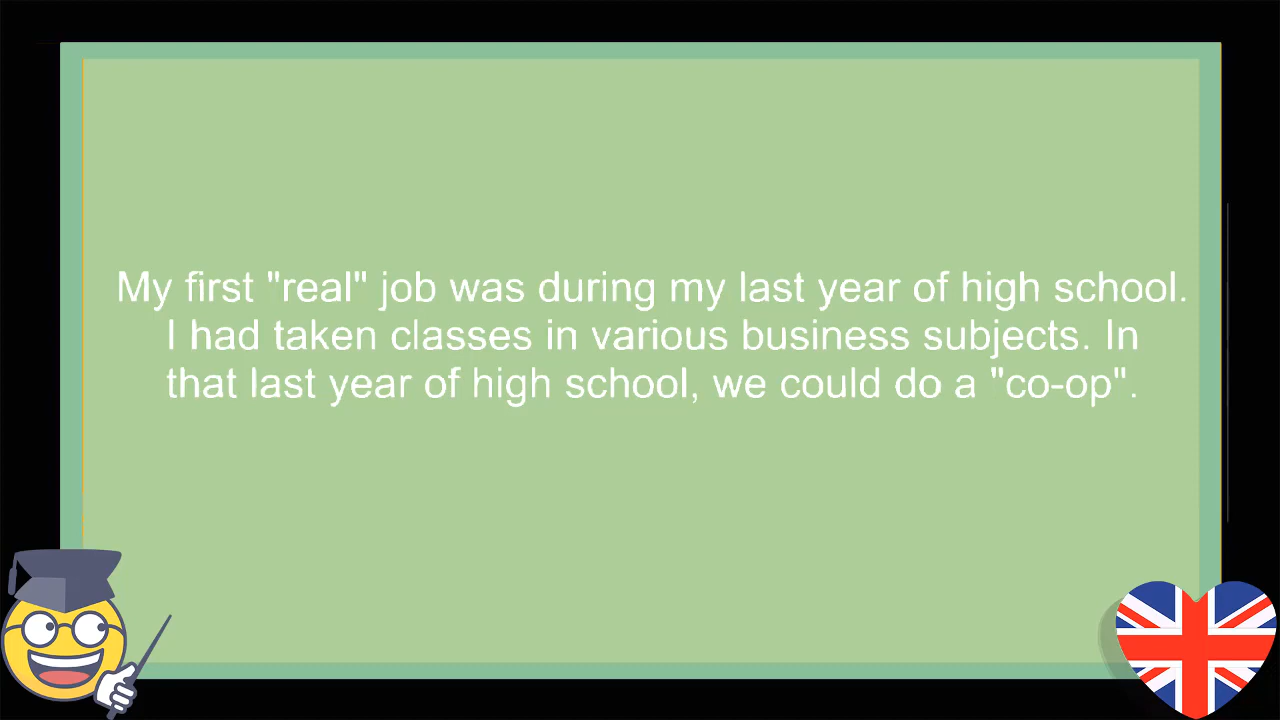 My first "real" job was during my last year of high school.
I had taken classes in various business subjects. In
that last year of high school, we could do a "co-op".